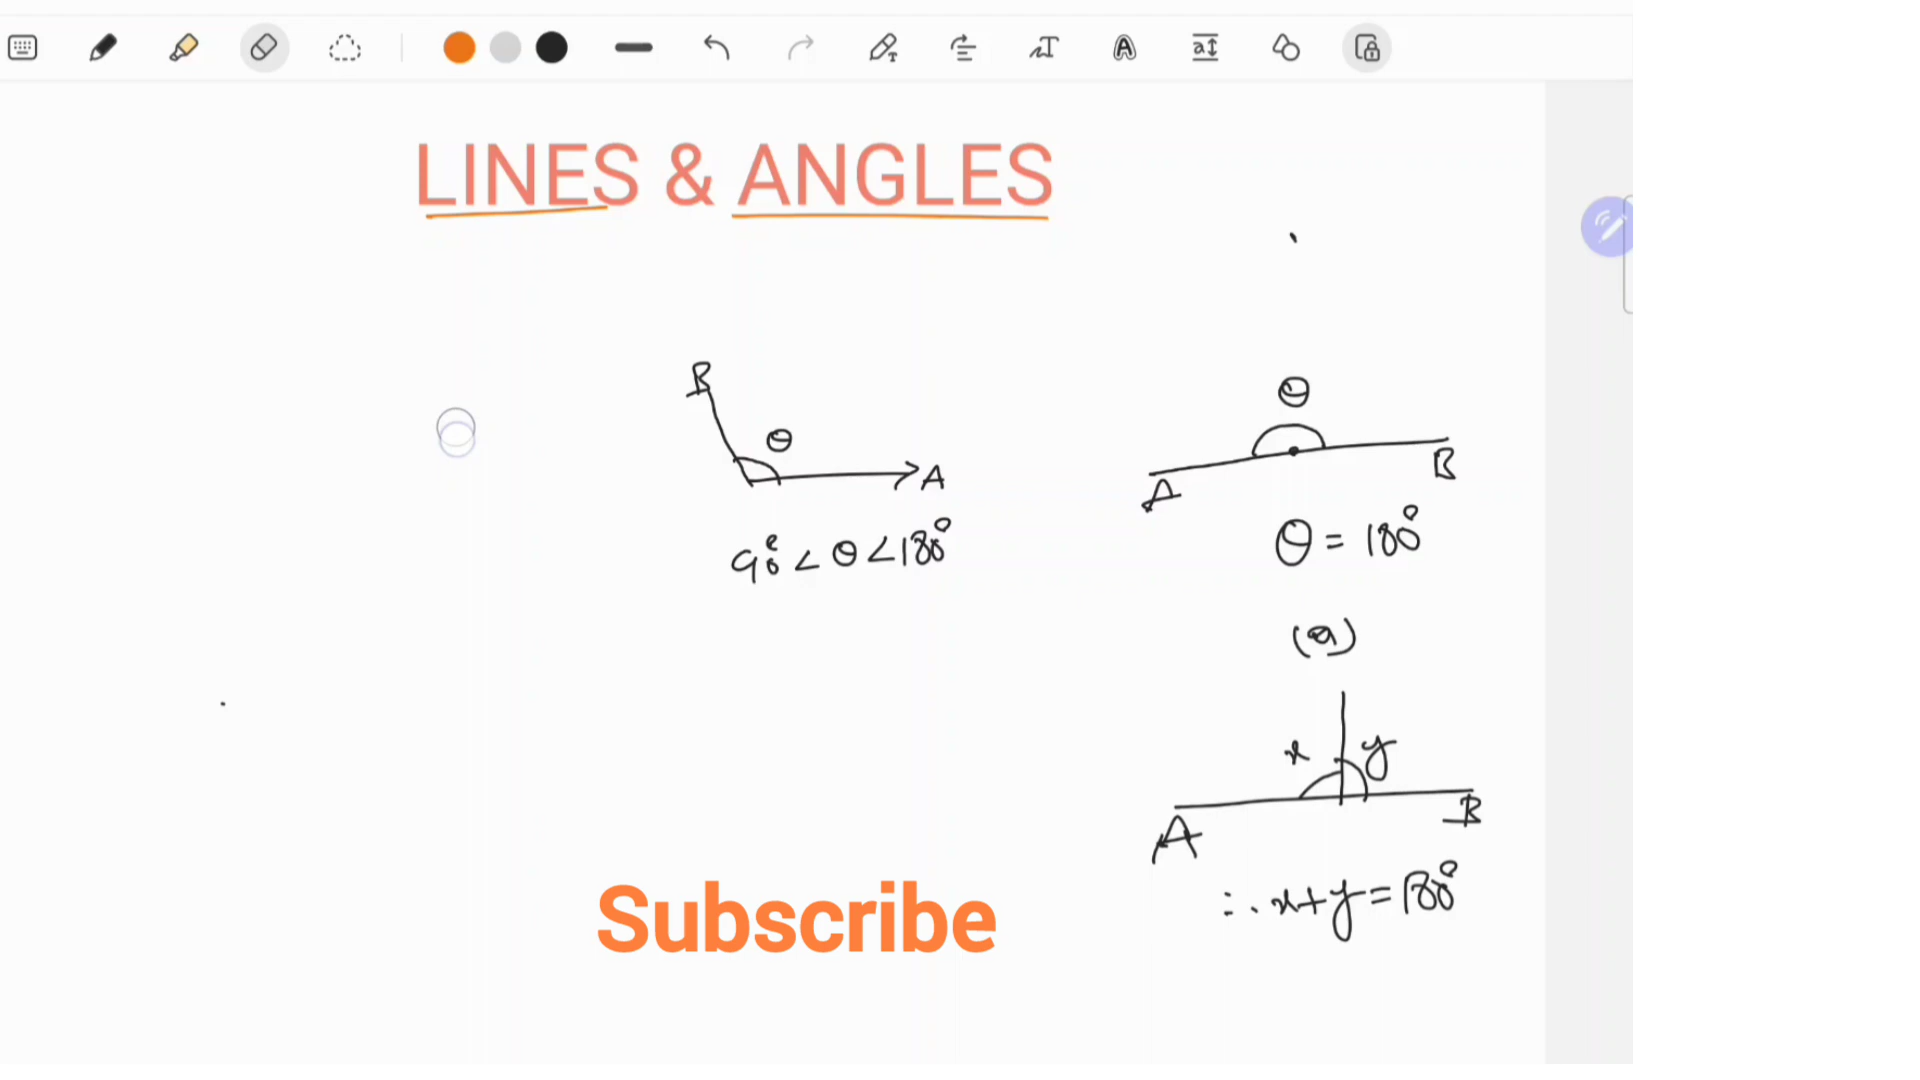 LINES & ANGLES
B
θ
A
90° < θ < 180°
θ
A
B
θ = 180°
(a)
x
y
A
B
∴ x+y = 180°
Subscribe